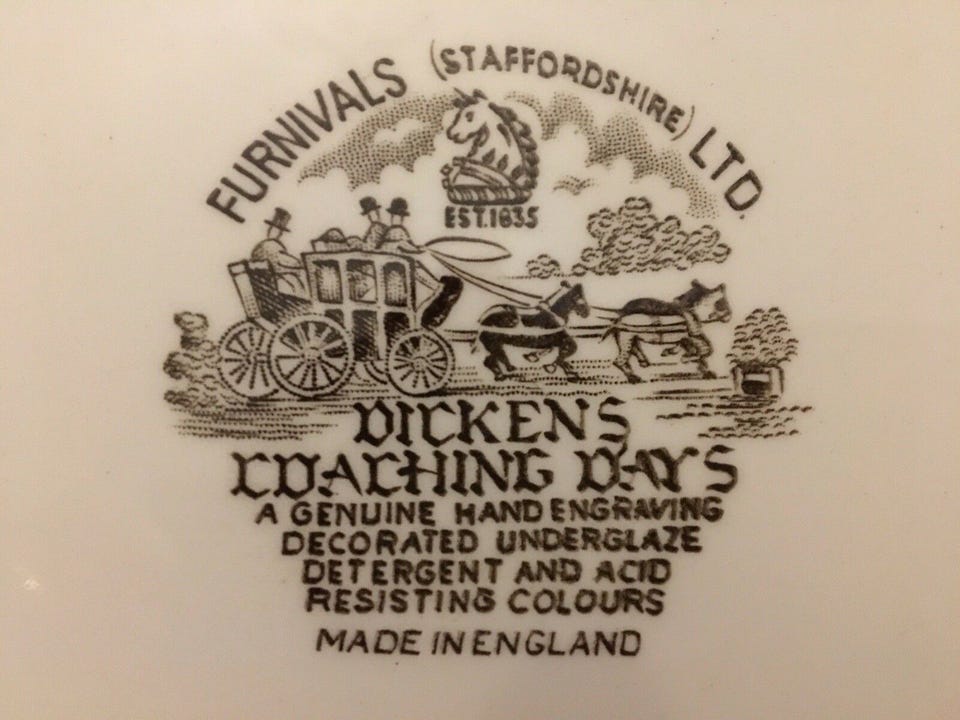 FURNIVALS (STAFFORDSHIRE) LTD.
EST. 1835
DICKENS
COACHING DAYS
A GENUINE HAND ENGRAVING
DECORATED UNDERGLAZE
DETERGENT AND ACID
RESISTING COLOURS
MADE IN ENGLAND